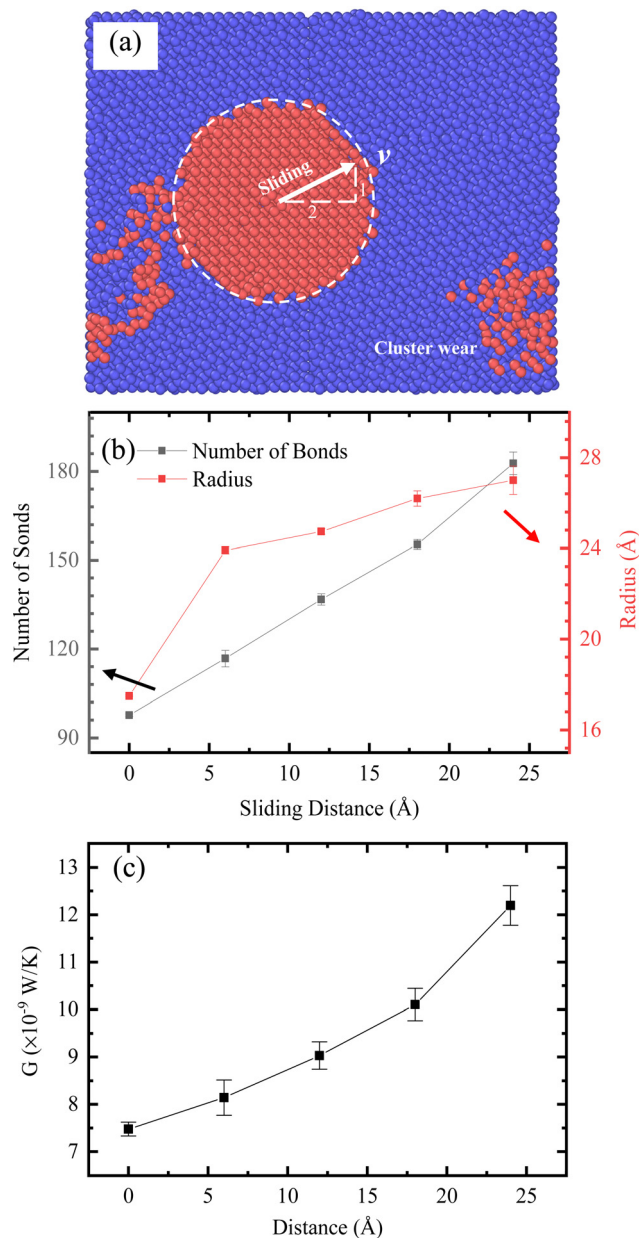 (a)
Sliding
v
1
2
Cluster wear
(b)
Number of Bonds
Radius
180
150
120
90
Number of Sonds
28
24
20
16
Radius (Å)
0 5 10 15 20 25
Sliding Distance (Å)
(c)
13
12
11
10
9
8
7
G (×10⁻⁹ W/K)
0 5 10 15 20 25
Distance (Å)